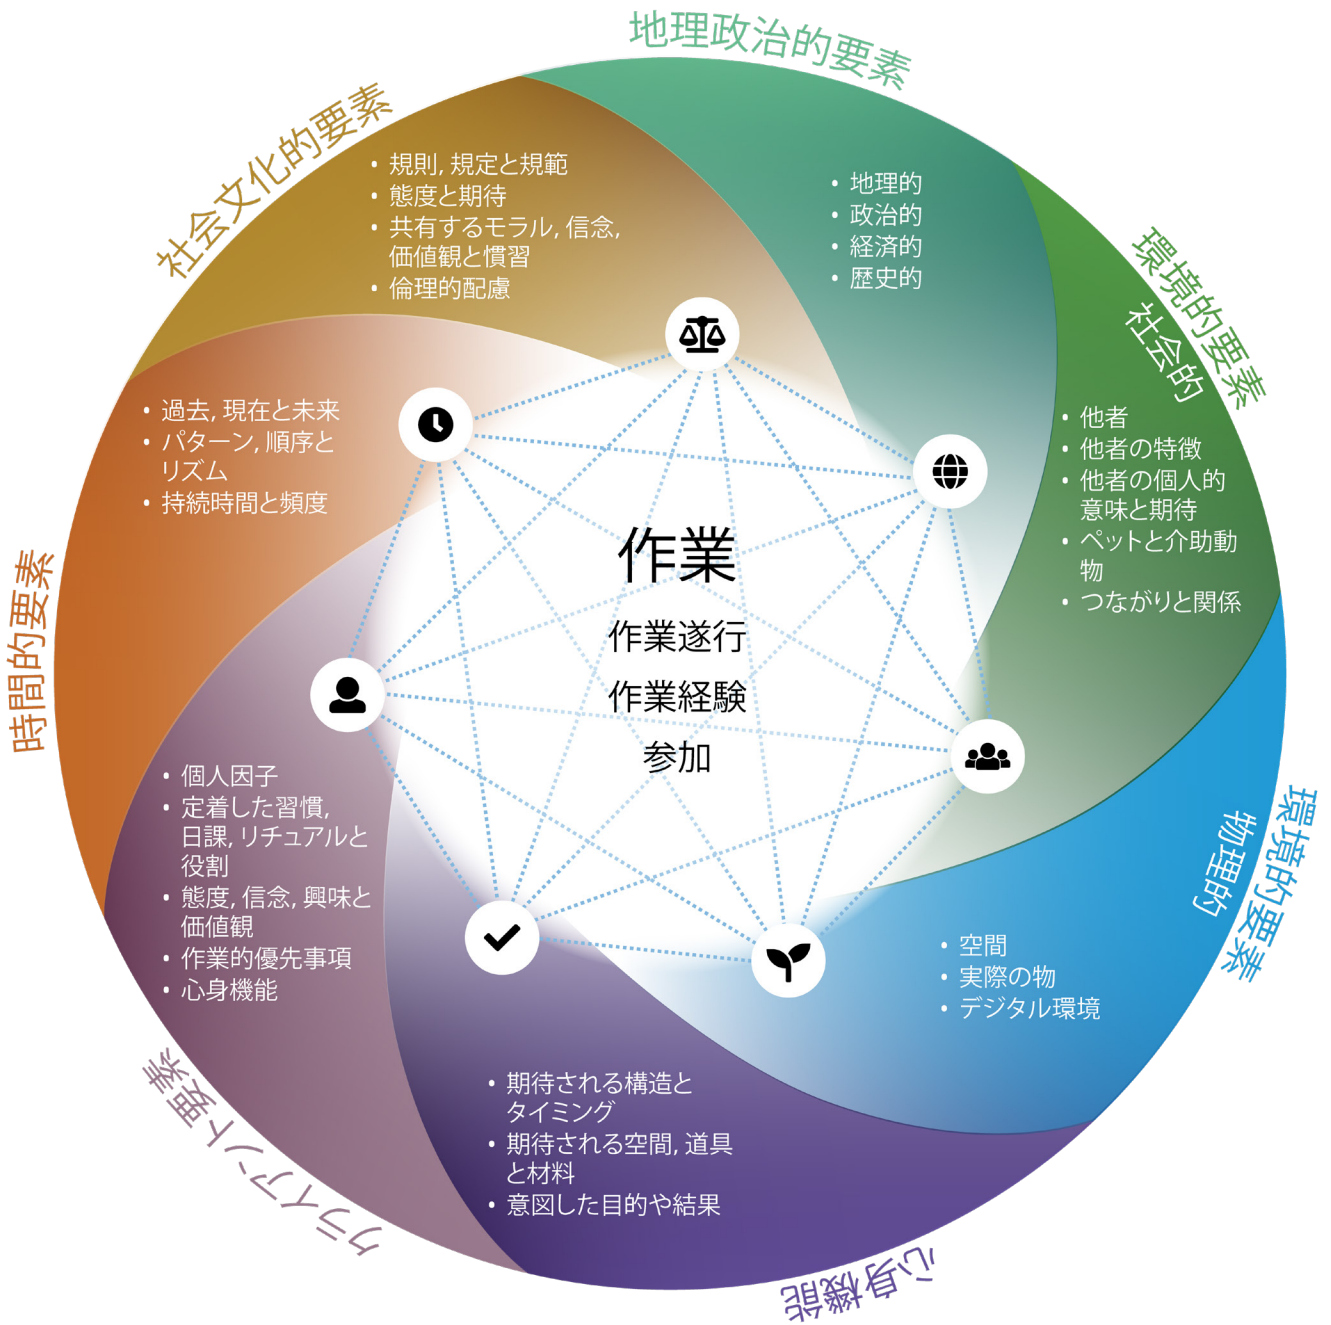 地理政治的要素
• 地理的
• 政治的
• 経済的
• 歴史的
環境的要素
社会的
• 他者
• 他者の特徴
• 他者の個人的
意味と期待
• ペットと介助動
物
• つながりと関係
環境的要素
物理的
• 空間
• 実際の物
• デジタル環境
心身機能
• 期待される構造と
タイミング
• 期待される空間, 道具
と材料
• 意図した目的や結果
クライアント要素
• 個人因子
• 定着した習慣,
日課, リチュアルと
役割
• 態度, 信念, 興味と
価値観
• 作業的優先事項
• 心身機能
時間的要素
• 過去, 現在と未来
• パターン, 順序と
リズム
• 持続時間と頻度
社会文化的要素
• 規則, 規定と規範
• 態度と期待
• 共有するモラル, 信念,
価値観と慣習
• 倫理的配慮
作業
作業遂行
作業経験
参加